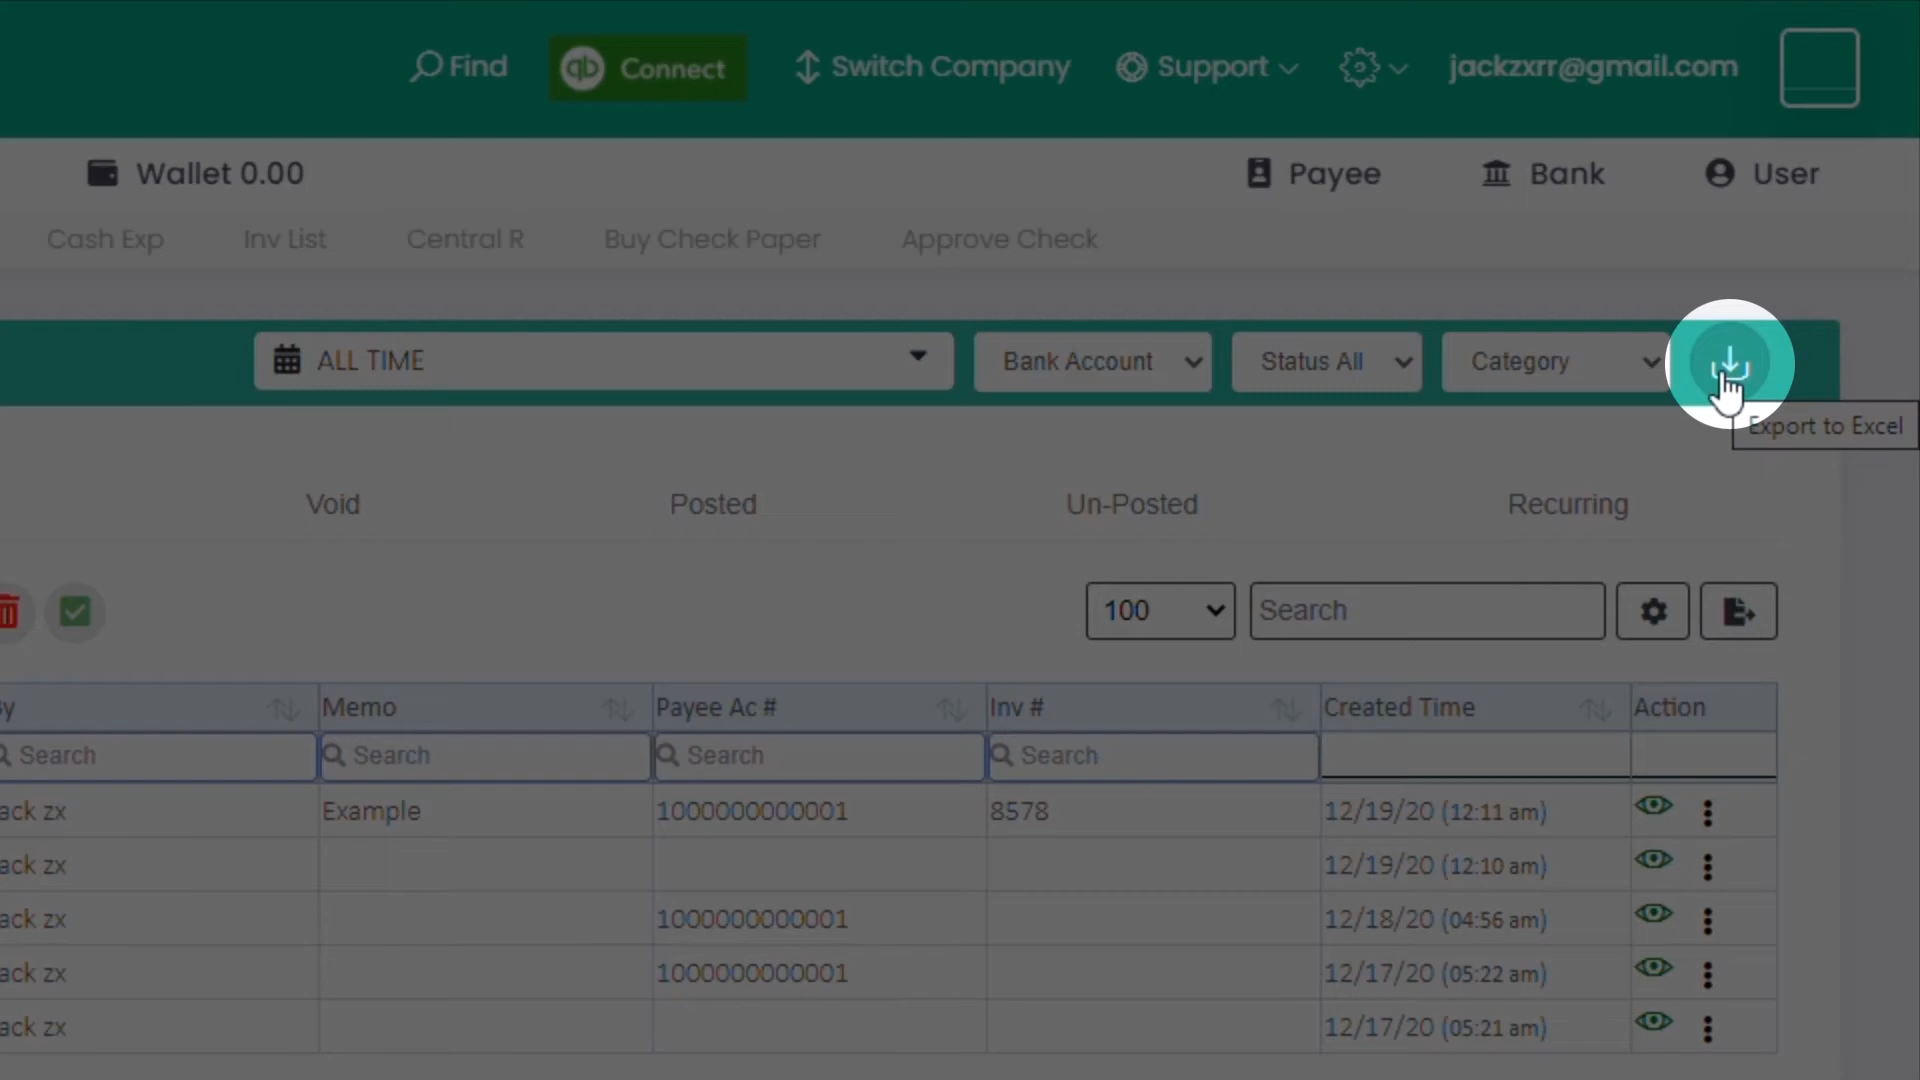 Find
qb Connect
Switch Company
Support
jackzxrr@gmail.com
Wallet 0.00
Payee
Bank
User
Cash Exp
Inv List
Central R
Buy Check Paper
Approve Check
ALL TIME
Bank Account
Status All
Category
Export to Excel
Void
Posted
Un-Posted
Recurring
100
Search
y Memo Payee Ac # Inv # Created Time Action
Search Search Search Search
ack zx Example 1000000000001 8578 12/19/20 (12:11 am)
ack zx 12/19/20 (12:10 am)
ack zx 1000000000001 12/18/20 (04:56 am)
ack zx 1000000000001 12/17/20 (05:22 am)
ack zx 12/17/20 (05:21 am)